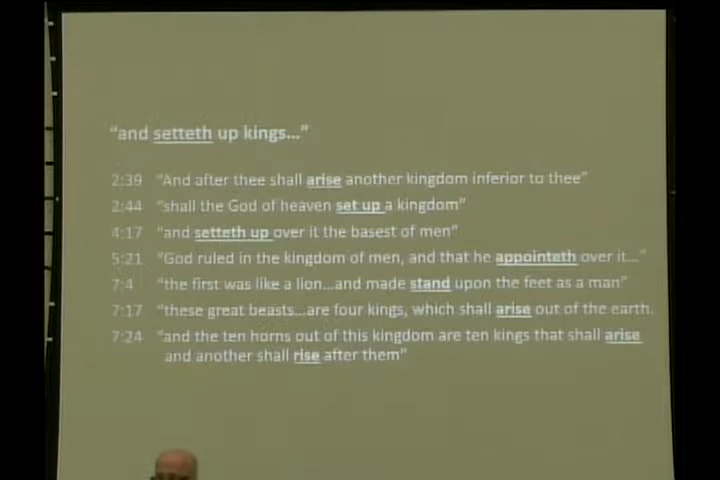 "and setteth up kings..."
2:39 "And after thee shall arise another kingdom inferior to thee"
2:44 "shall the God of heaven set up a kingdom"
4:17 "and setteth up over it the basest of men"
5:21 "God ruled in the kingdom of men, and that he appointeth over it..."
7:4 "the first was like a lion...and made stand upon the feet as a man"
7:17 "these great beasts...are four kings, which shall arise out of the earth.
7:24 "and the ten horns out of this kingdom are ten kings that shall arise
and another shall rise after them"